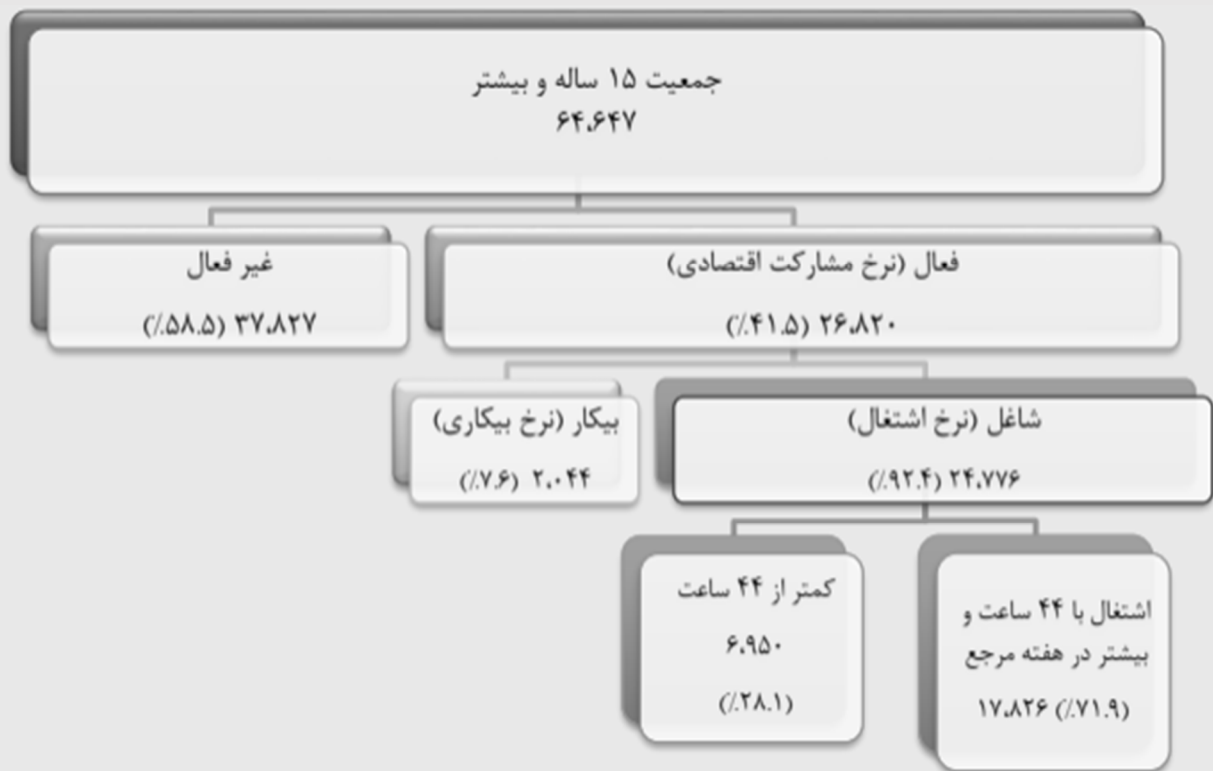 جمعیت ۱۵ ساله و بیشتر
۶۴،۶۴۷
فعال (نرخ مشارکت اقتصادی)
۲۶،۸۲۰ (۴۱.۵٪)
غیر فعال
۳۷،۸۲۷ (۵۸.۵٪)
شاغل (نرخ اشتغال)
۲۴،۷۷۶ (۹۲.۴٪)
بیکار (نرخ بیکاری)
۲،۰۴۴ (۷.۶٪)
اشتغال با ۴۴ ساعت و
بیشتر در هفته مرجع
(۷۱.۹٪) ۱۷،۸۲۶
کمتر از ۴۴ ساعت
۶،۹۵۰
(۲۸.۱٪)